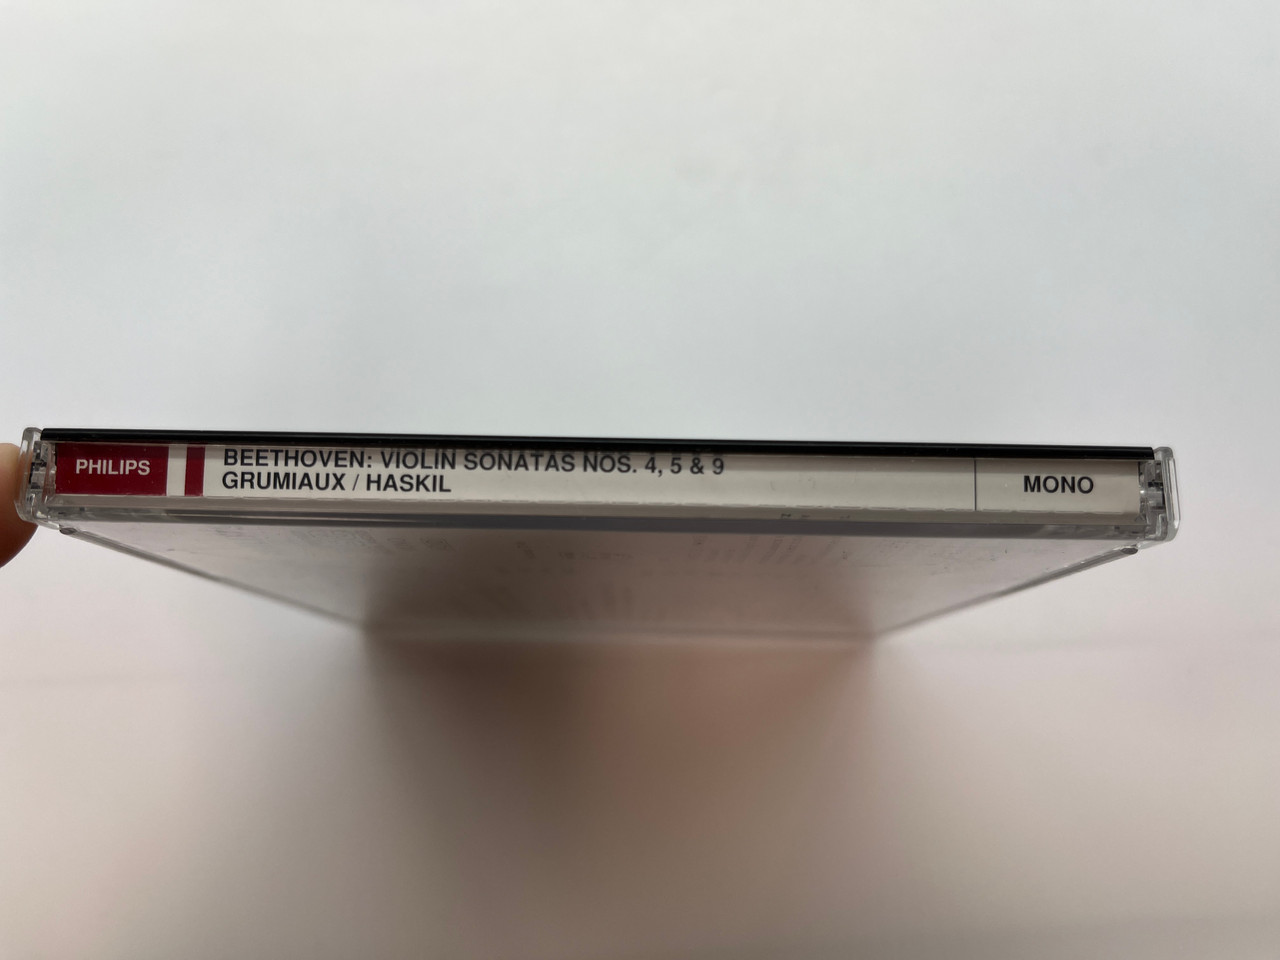 PHILIPS
BEETHOVEN: VIOLIN SONATAS NOS. 4, 5 & 9
GRUMIAUX / HASKIL
MONO